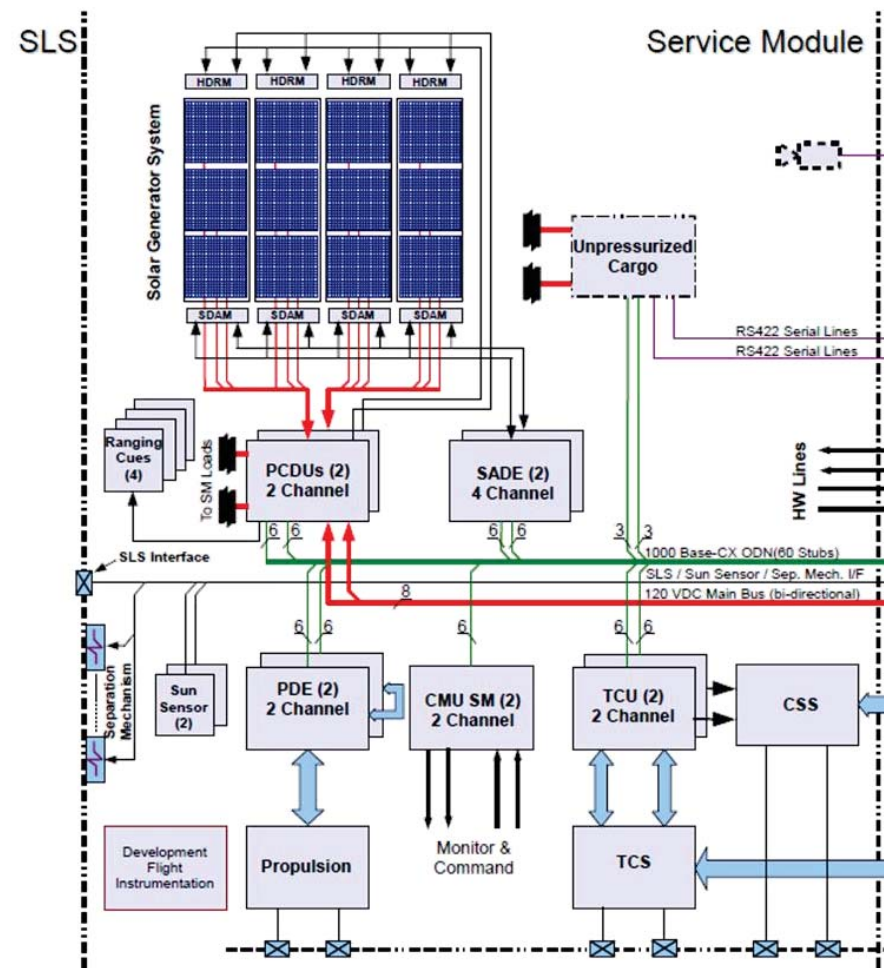 SLS
Service Module
Solar Generator System
HDRM
HDRM
HDRM
HDRM
SDAM
SDAM
SDAM
SDAM
Unpressurized
Cargo
RS422 Serial Lines
RS422 Serial Lines
Ranging
Cues
(4)
To SM Loads
PCDUs (2)
2 Channel
SADE (2)
4 Channel
HW Lines
6
6
6
6
3
3
SLS Interface
1000 Base-CX ODN(60 Stubs)
SLS / Sun Sensor / Sep. Mech. I/F
120 VDC Main Bus (bi-directional)
8
6
6
6
6
6
Separation
Mechanism
Sun
Sensor
(2)
PDE (2)
2 Channel
CMU SM (2)
2 Channel
TCU (2)
2 Channel
CSS
Development
Flight
Instrumentation
Propulsion
Monitor &
Command
TCS